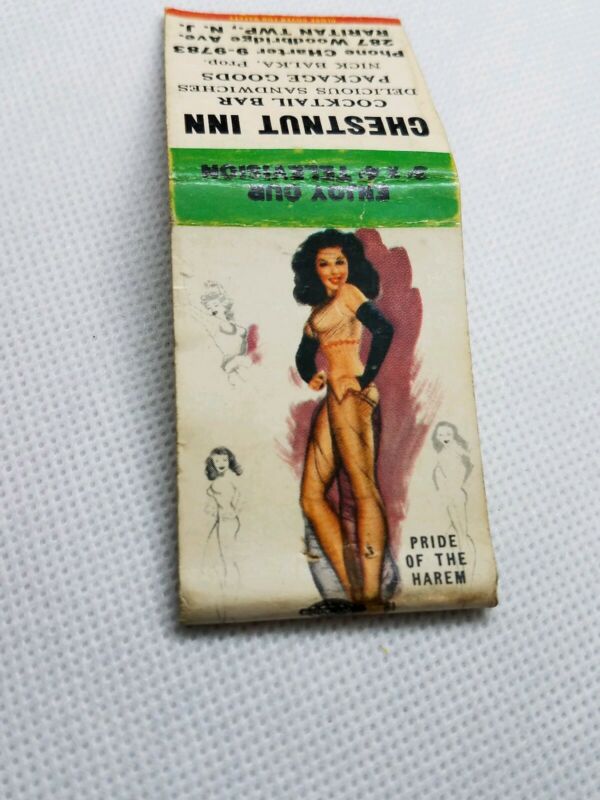 CHESTNUT INN
COCKTAIL BAR
DELICIOUS SANDWICHES
PACKAGE GOODS
NICK BALKA, Prop.
Phone CHarter 9-9783
287 Woodbridge Ave.
RARITAN TWP., N. J.
ENJOY OUR
TELEVISION
PRIDE
OF THE
HAREM